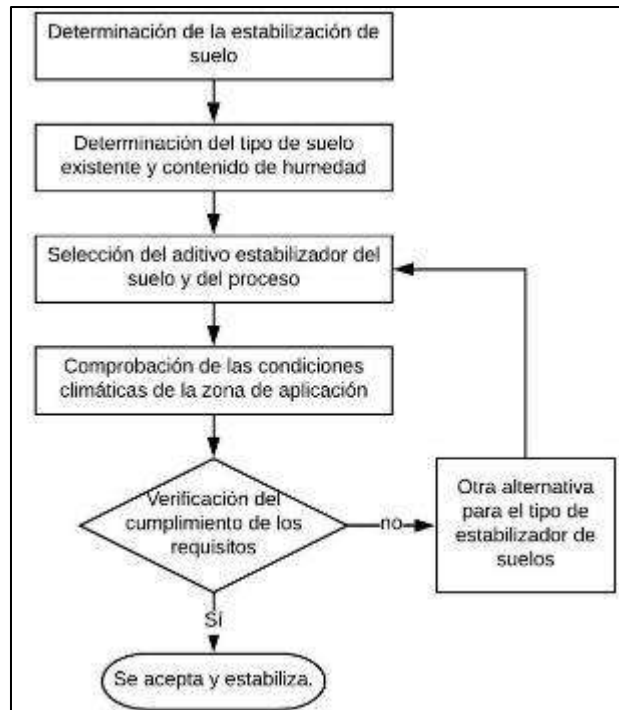 Determinación de la estabilización de
suelo
Determinación del tipo de suelo
existente y contenido de humedad
Selección del aditivo estabilizador del
suelo y del proceso
Comprobación de las condiciones
climáticas de la zona de aplicación
Verificación del
cumplimiento de los
requisitos
no
Otra alternativa
para el tipo de
estabilizador de
suelos
Sí
Se acepta y estabiliza.